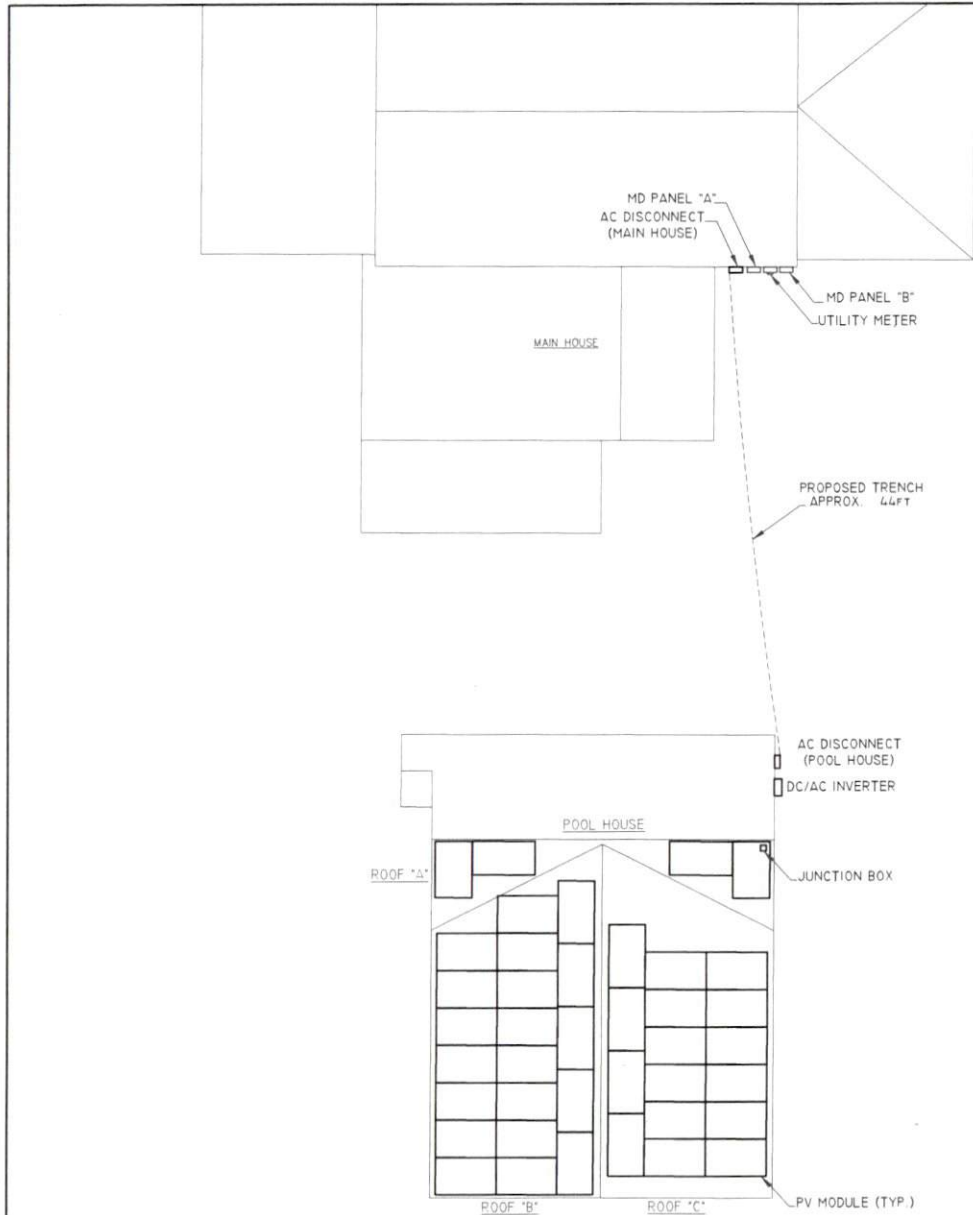 MD PANEL "A"
AC DISCONNECT
(MAIN HOUSE)
MD PANEL "B"
UTILITY METER
MAIN HOUSE
PROPOSED TRENCH
APPROX. 44FT
AC DISCONNECT
(POOL HOUSE)
DC/AC INVERTER
POOL HOUSE
ROOF "A"
JUNCTION BOX
PV MODULE (TYP.)
ROOF "B"
ROOF "C"